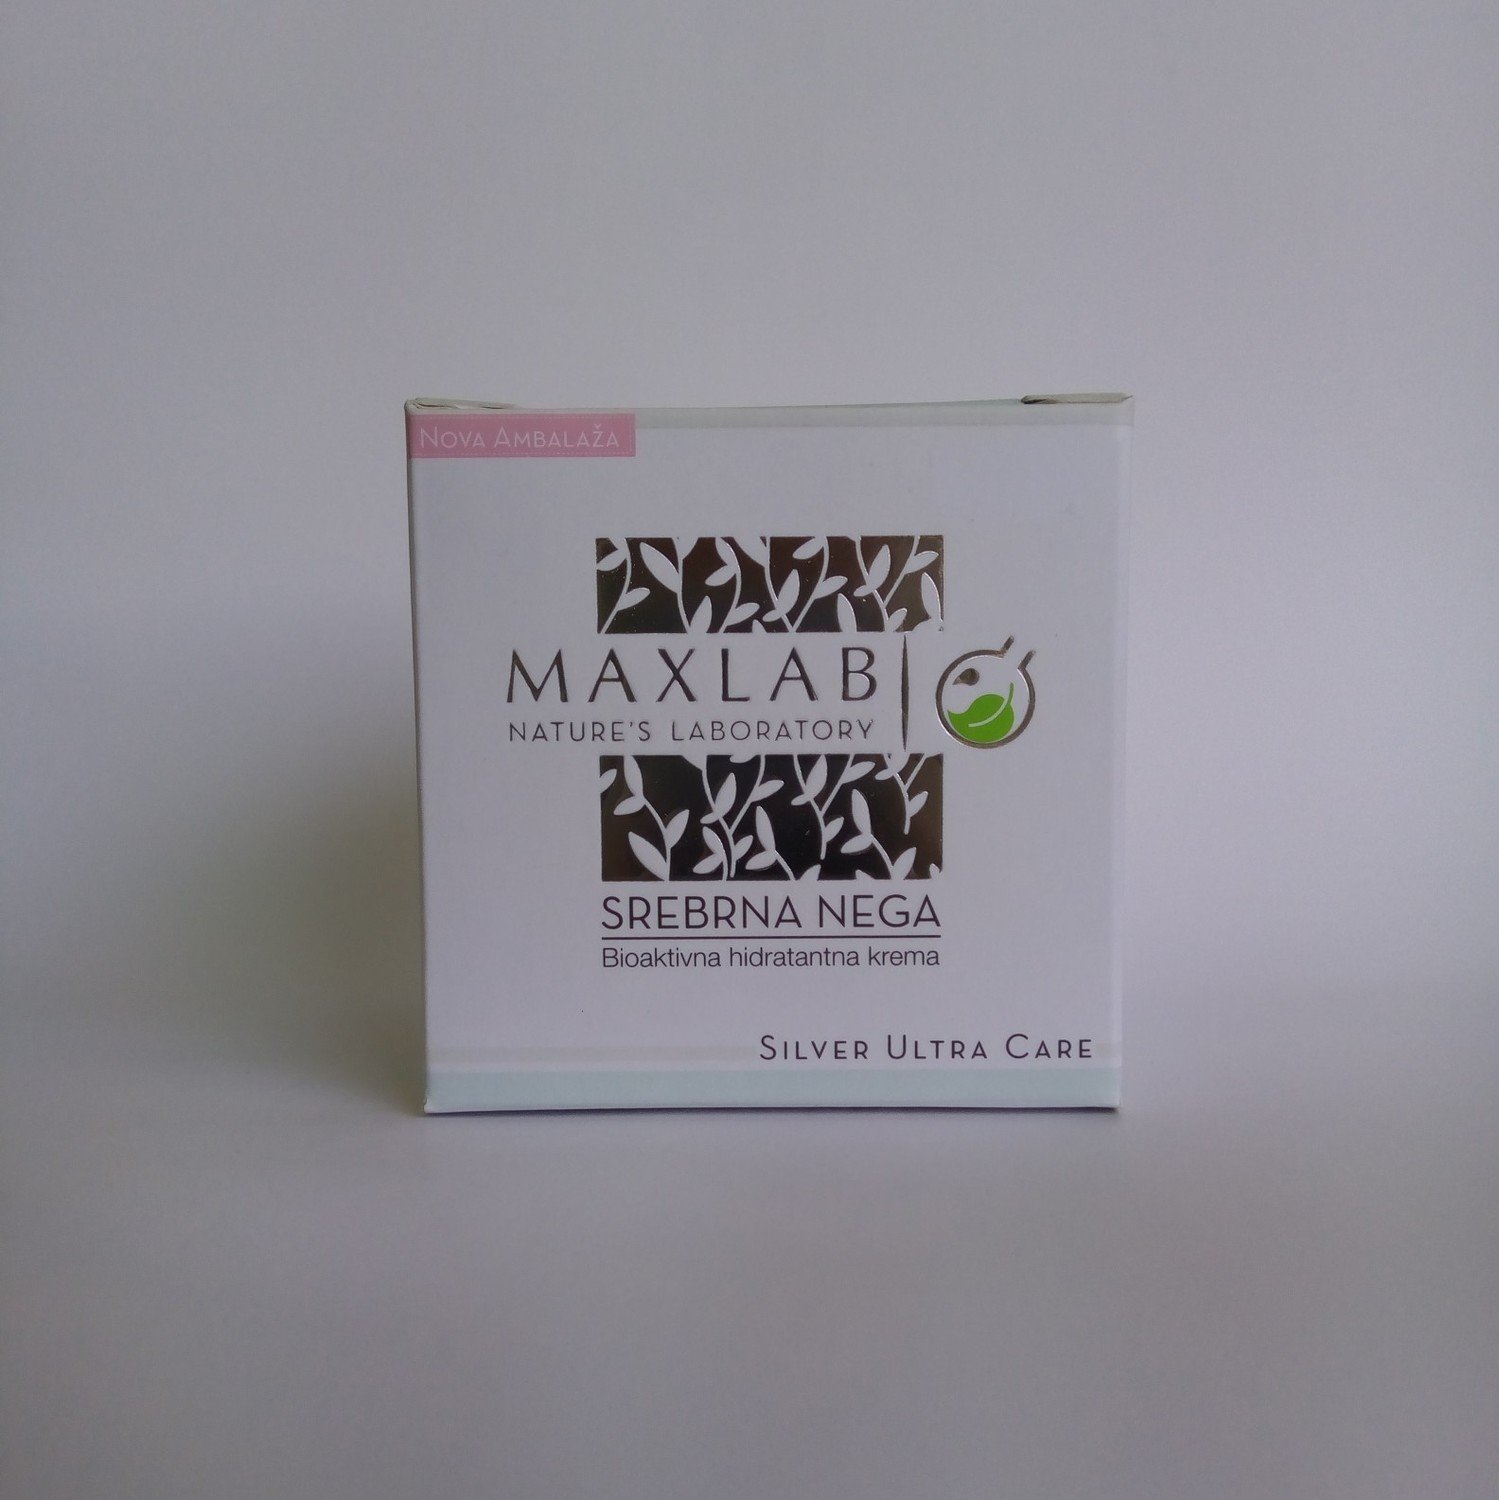 NOVA AMBALAŽA
MAXLAB
NATURE'S LABORATORY
SREBRNA NEGA
Bioaktivna hidratantna krema
SILVER ULTRA CARE